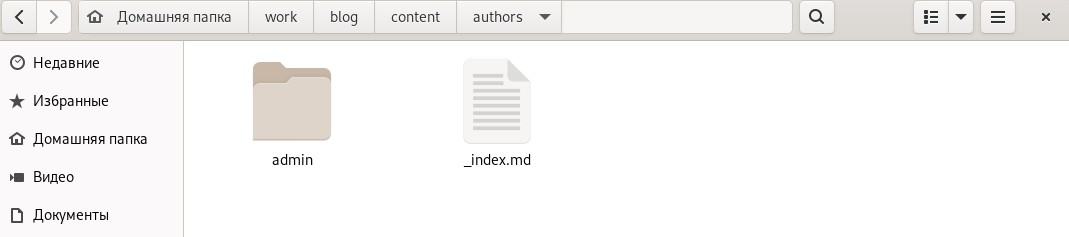 Домашняя папка work blog content authors
Недавние
Избранные
Домашняя папка
Видео
Документы
admin
_index.md